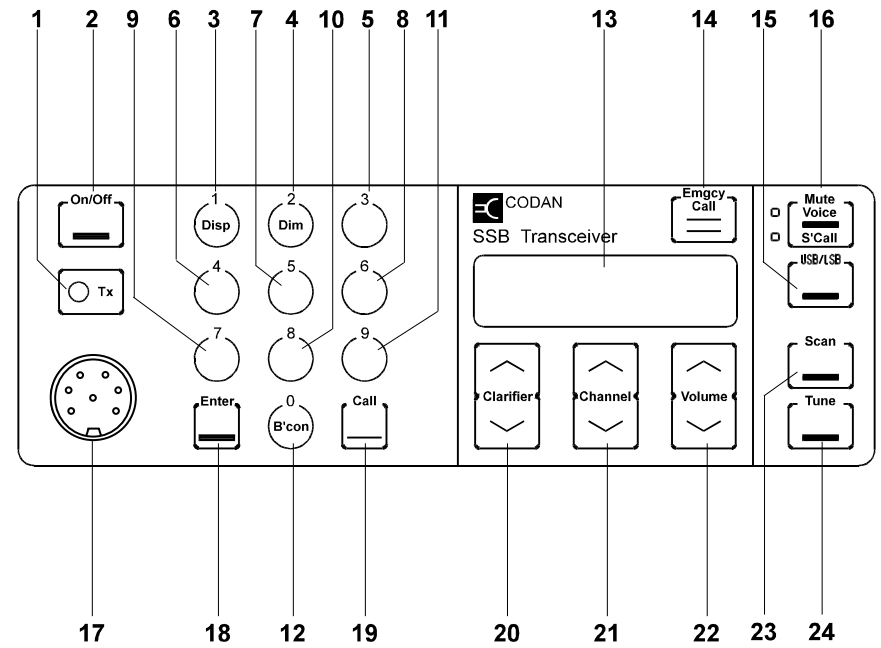 1 2 9 6 3 7 4 10 5 8 11 13 14 15 16
On/Off
1
Disp
2
Dim
3
CODAN
SSB Transceiver
Emgcy
Call
Mute
Voice
S'Call
Tx
4
5
6
USB/LSB
7
8
9
Scan
Enter
0
B'con
Call
Clarifier
Channel
Volume
Tune
17 18 12 19 20 21 22 23 24